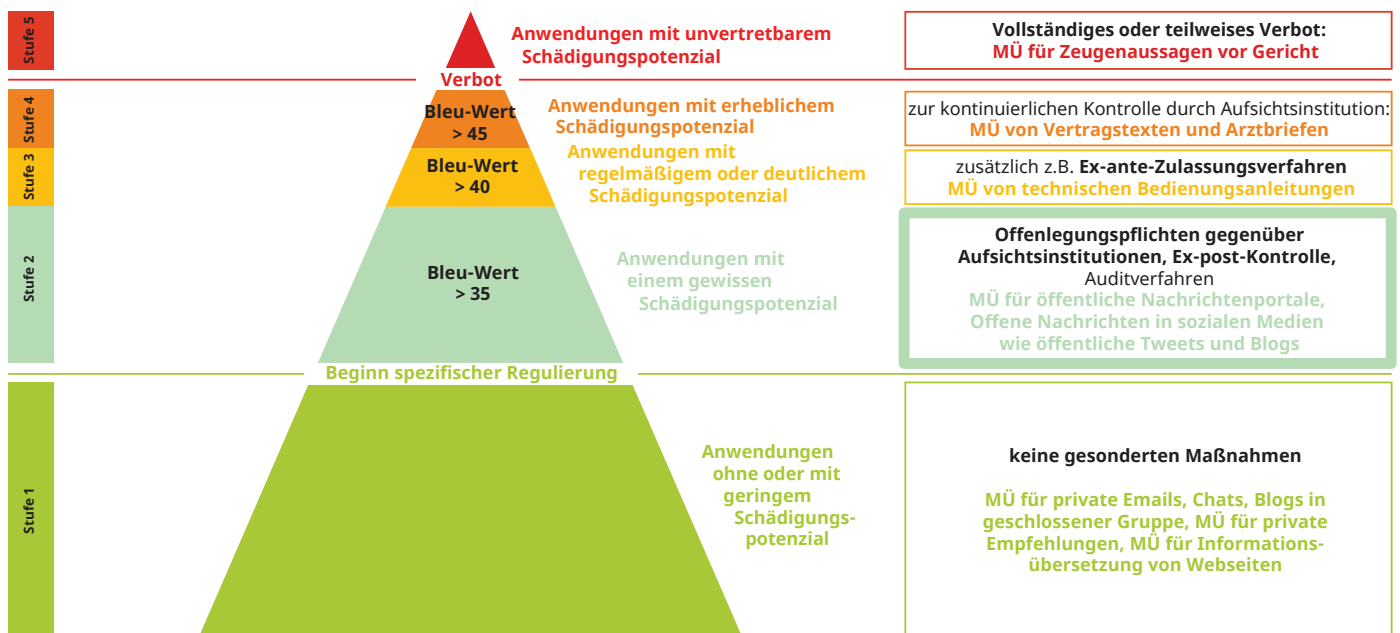 Stufe 5
Anwendungen mit unvertretbarem
Schädigungspotenzial
Vollständiges oder teilweises Verbot:
MÜ für Zeugenaussagen vor Gericht
Verbot
Stufe 4
Bleu-Wert
> 45
Anwendungen mit erheblichem
Schädigungspotenzial
zur kontinuierlichen Kontrolle durch Aufsichtsinstitution:
MÜ von Vertragstexten und Arztbriefen
Stufe 3
Bleu-Wert
> 40
Anwendungen mit
regelmäßigem oder deutlichem
Schädigungspotenzial
zusätzlich z.B. Ex-ante-Zulassungsverfahren
MÜ von technischen Bedienungsanleitungen
Stufe 2
Bleu-Wert
> 35
Anwendungen mit
einem gewissen
Schädigungspotenzial
Offenlegungspflichten gegenüber
Aufsichtsinstitutionen, Ex-post-Kontrolle,
Auditverfahren
MÜ für öffentliche Nachrichtenportale,
Offene Nachrichten in sozialen Medien
wie öffentliche Tweets und Blogs
Beginn spezifischer Regulierung
Stufe 1
Anwendungen
ohne oder mit
geringem
Schädigungs-
potenzial
keine gesonderten Maßnahmen
MÜ für private Emails, Chats, Blogs in
geschlossener Gruppe, MÜ für private
Empfehlungen, MÜ für Informations-
übersetzung von Webseiten